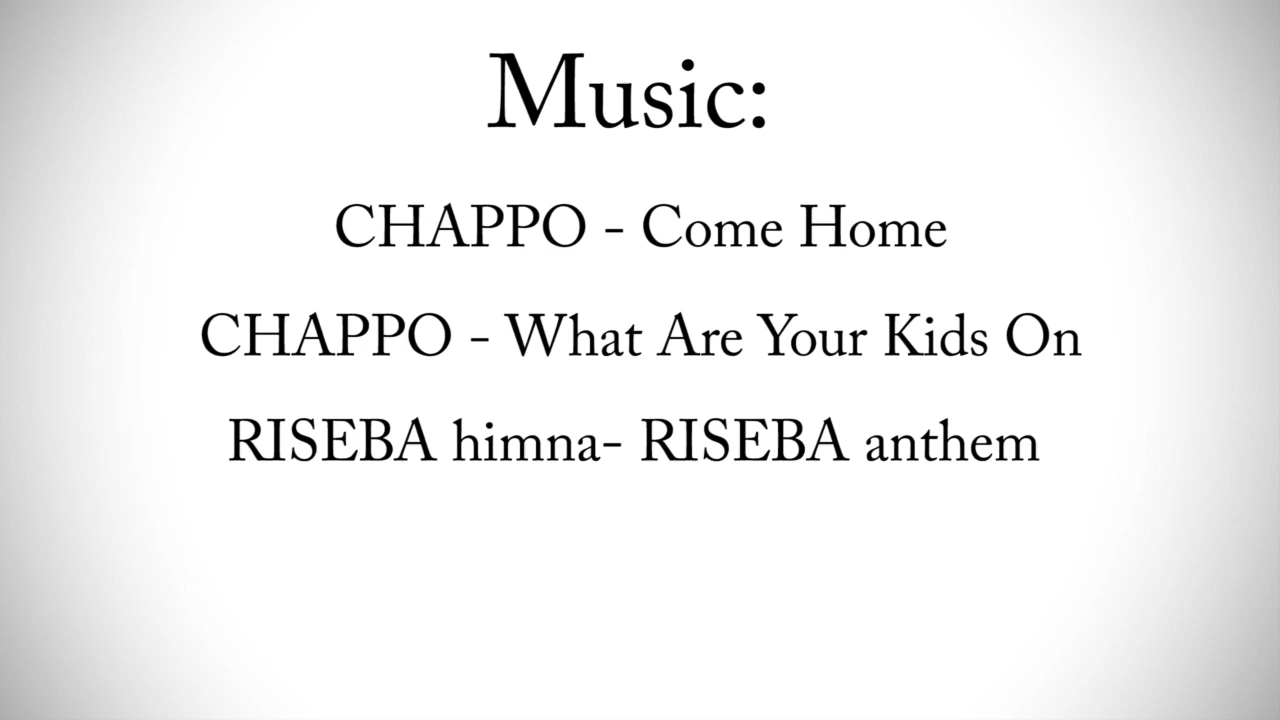 Music:
CHAPPO - Come Home
CHAPPO - What Are Your Kids On
RISEBA himna- RISEBA anthem